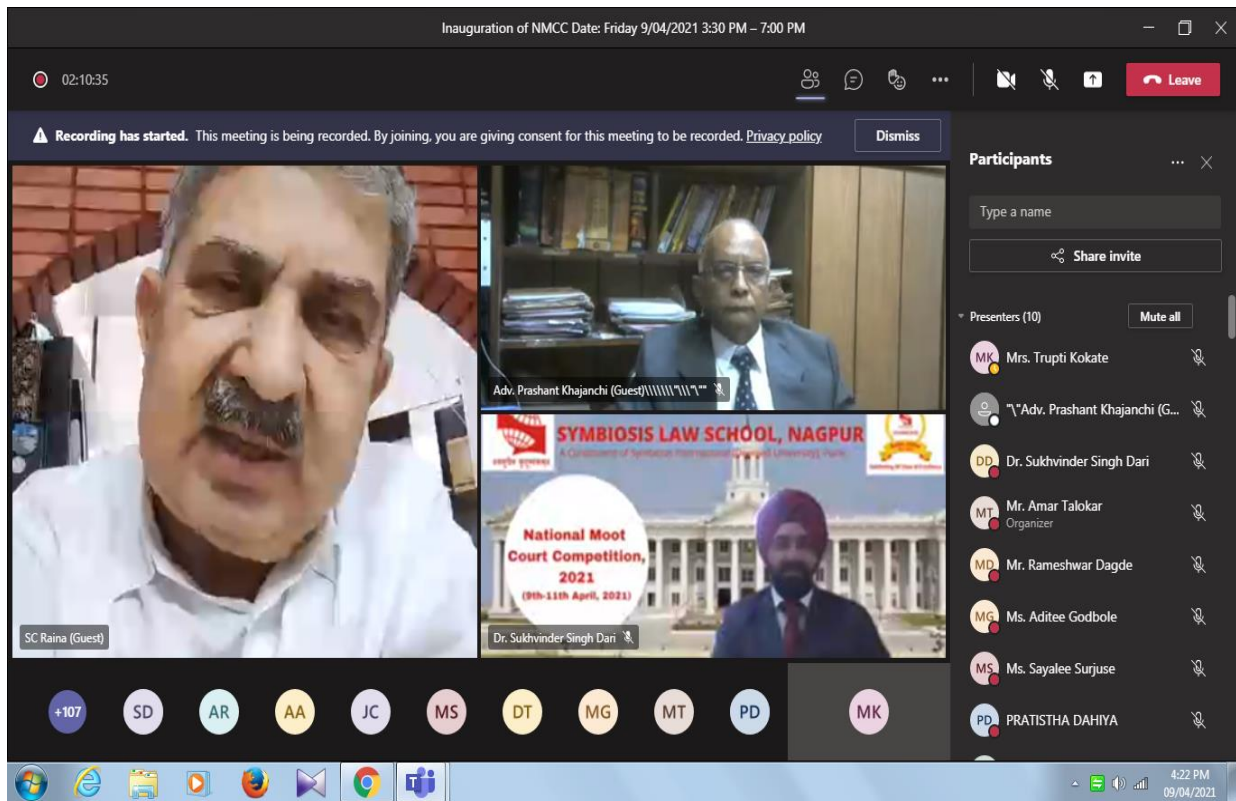 Inauguration of NMCC Date: Friday 9/04/2021 3:30 PM – 7:00 PM
02:10:35
Leave
Recording has started. This meeting is being recorded. By joining, you are giving consent for this meeting to be recorded. Privacy policy
Dismiss
Participants
Type a name
Share invite
Presenters (10)
Mute all
MK Mrs. Trupti Kokate
"\"Adv. Prashant Khajanchi (G...
DD Dr. Sukhvinder Singh Dari
MT Mr. Amar Talokar
Organizer
MD Mr. Rameshwar Dagde
MG Ms. Aditee Godbole
MS Ms. Sayalee Surjuse
PD PRATISTHA DAHIYA
SC Raina (Guest)
Adv. Prashant Khajanchi (Guest)
SYMBIOSIS LAW SCHOOL, NAGPUR
SYMBIOSIS
National Moot
Court Competition,
2021
(9th-11th April, 2021)
Dr. Sukhvinder Singh Dari
+107 SD AR AA JC MS DT MG MT PD MK
4:22 PM
09/04/2021